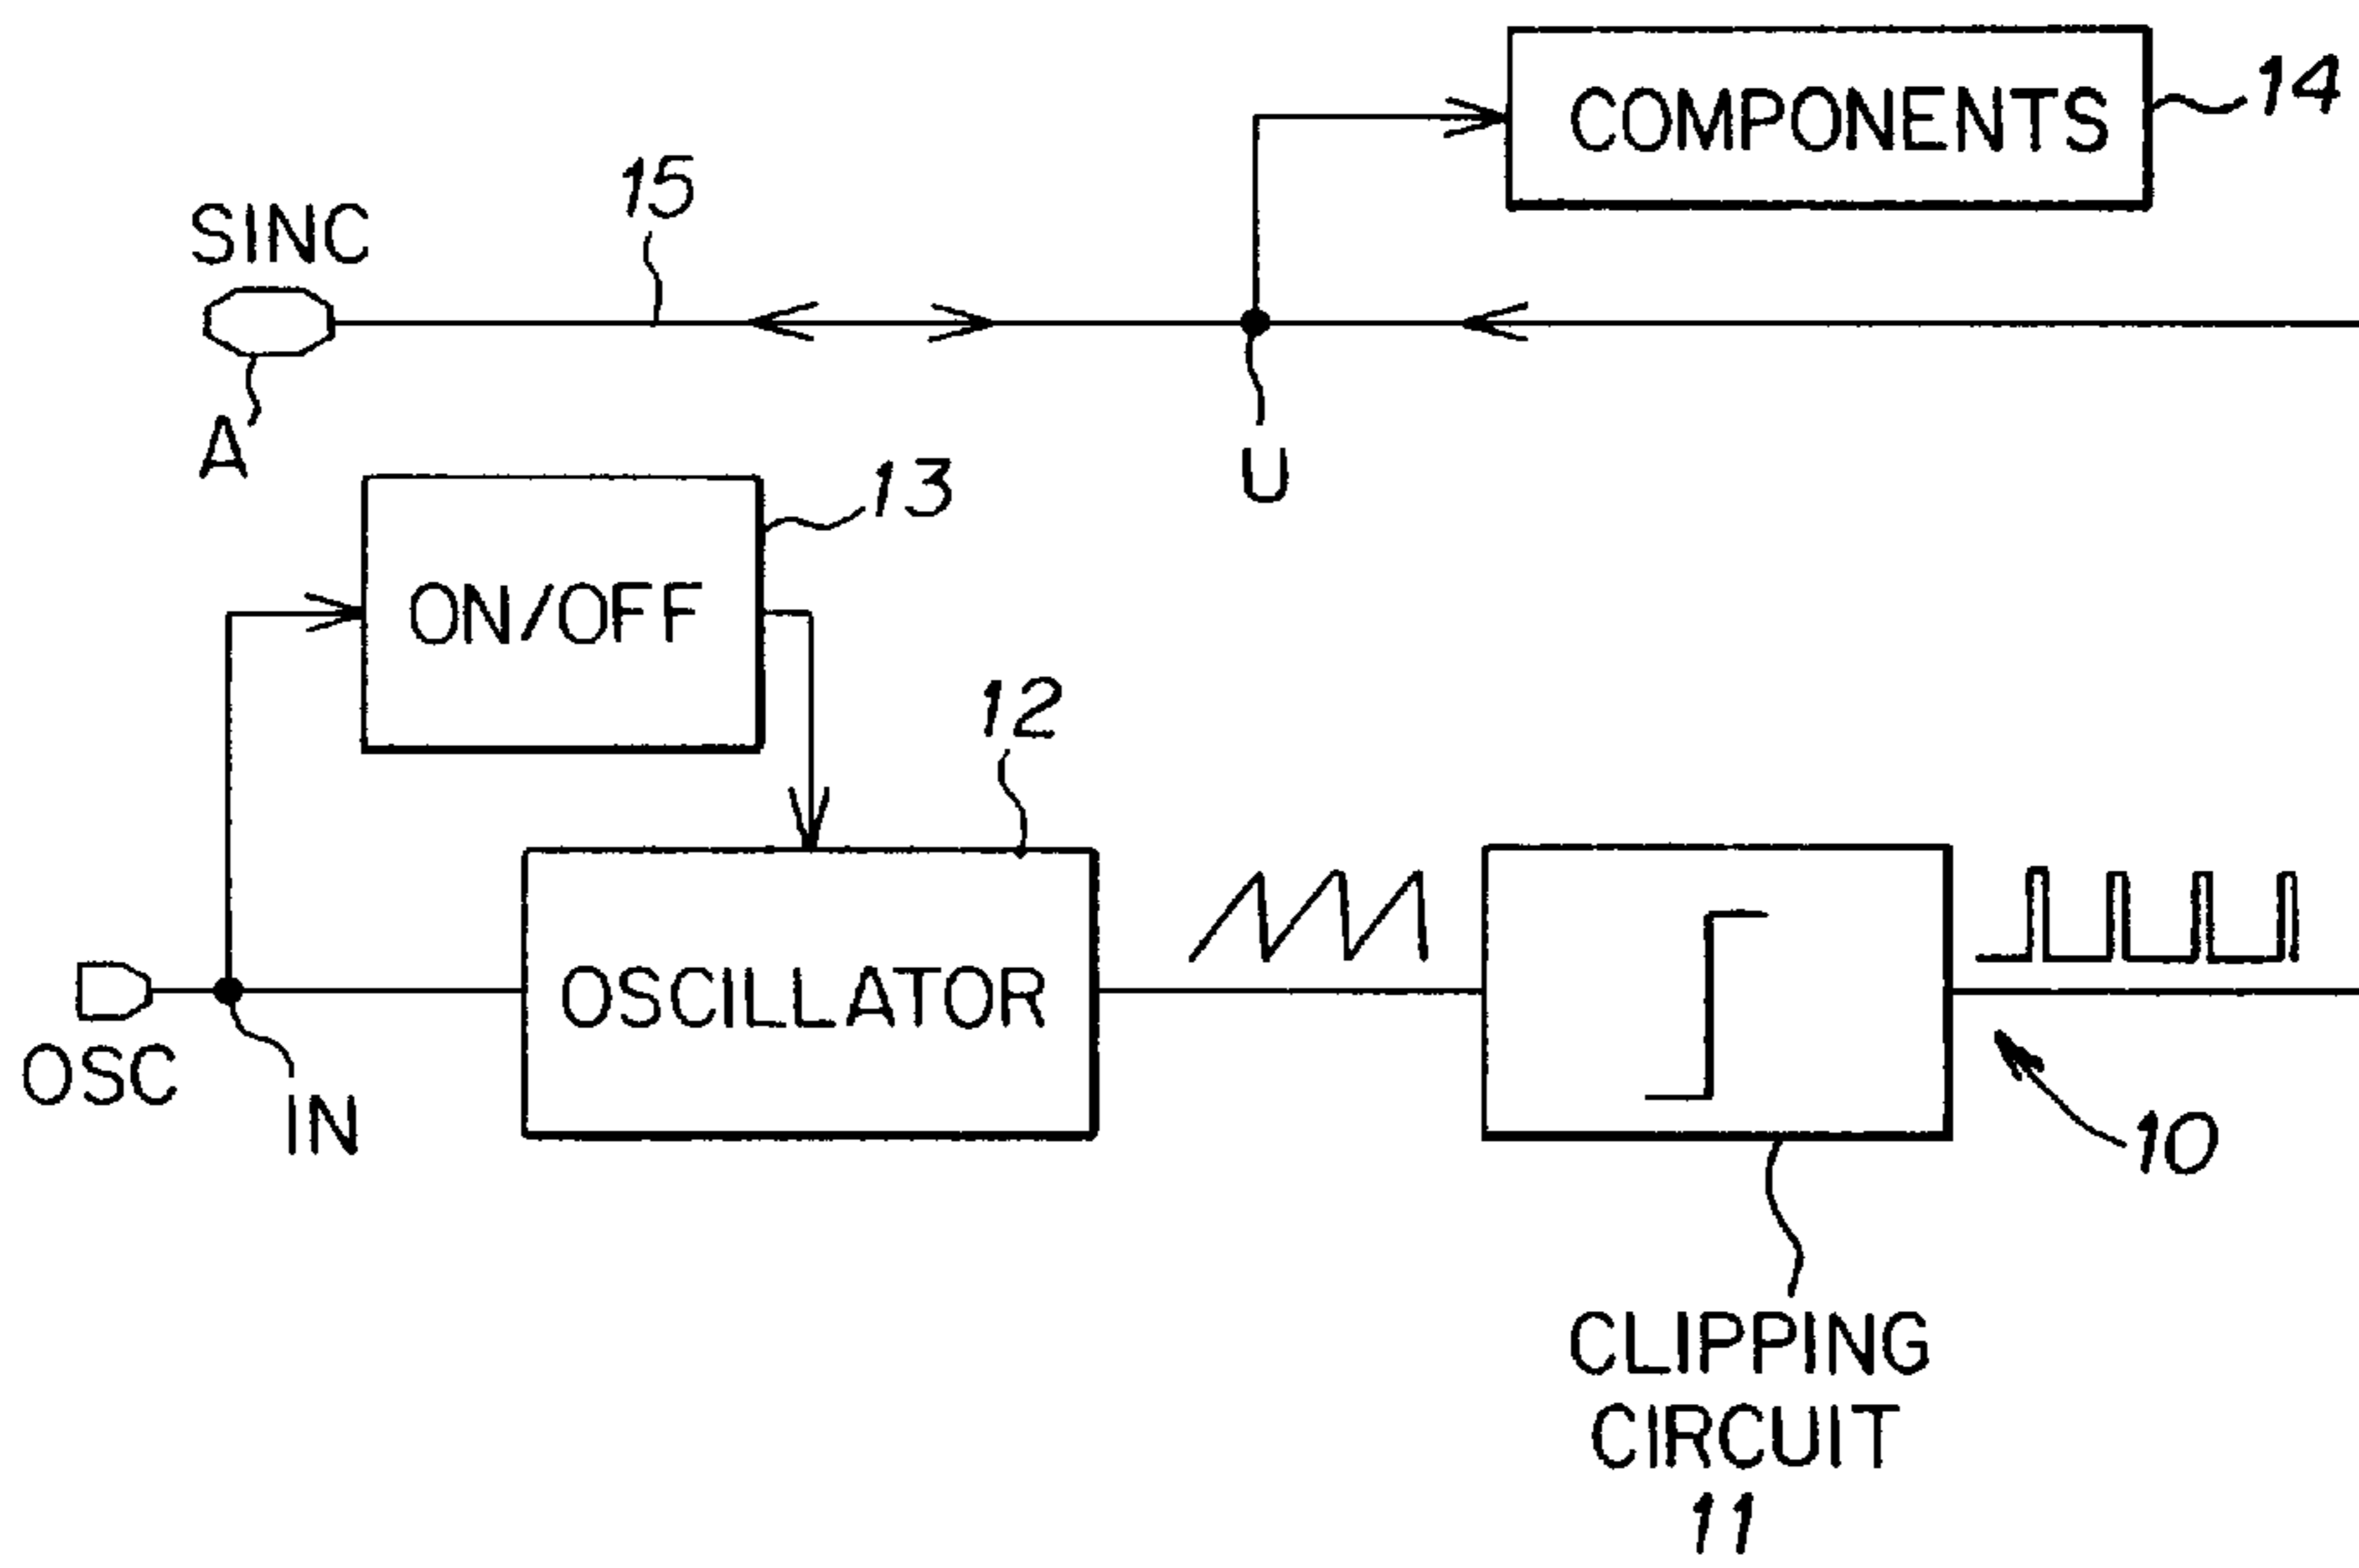 COMPONENTS
14
15
SINC
A
U
13
ON/OFF
12
OSCILLATOR
OSC
IN
10
CLIPPING
CIRCUIT
11